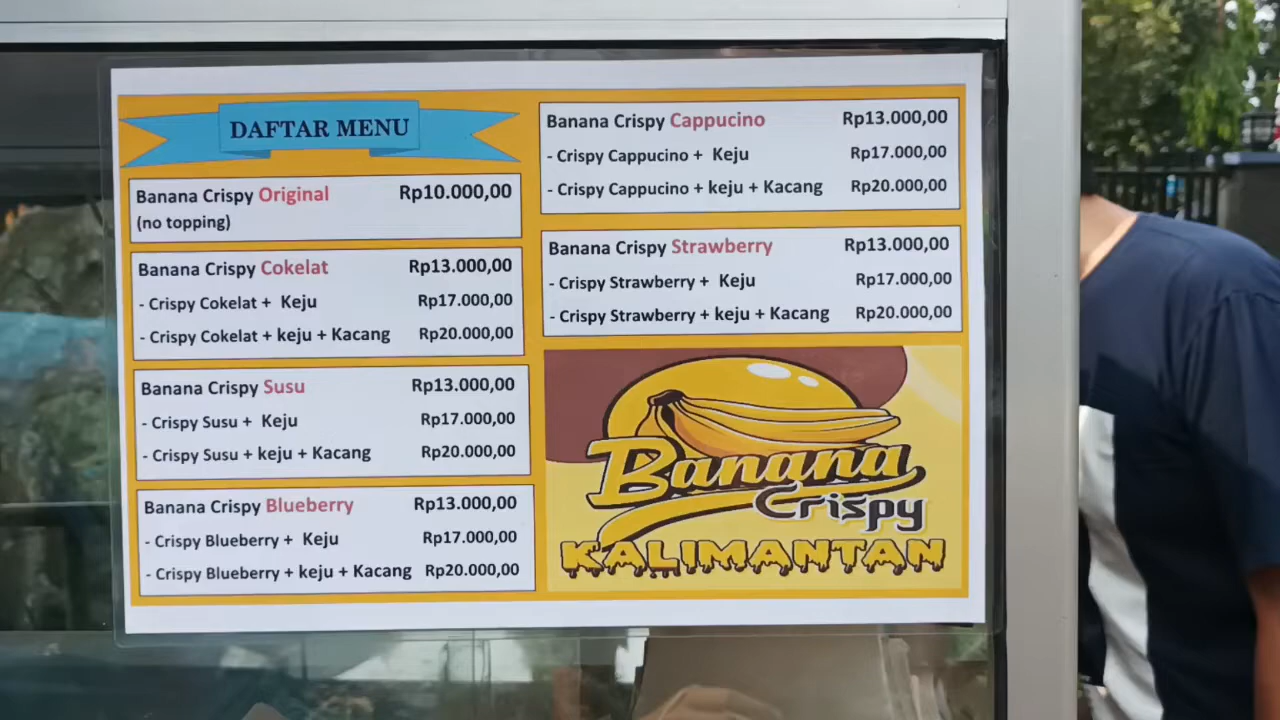 DAFTAR MENU
Banana Crispy Original Rp10.000,00
(no topping)
Banana Crispy Cokelat Rp13.000,00
- Crispy Cokelat + Keju Rp17.000,00
- Crispy Cokelat + keju + Kacang Rp20.000,00
Banana Crispy Susu Rp13.000,00
- Crispy Susu + Keju Rp17.000,00
- Crispy Susu + keju + Kacang Rp20.000,00
Banana Crispy Blueberry Rp13.000,00
- Crispy Blueberry + Keju Rp17.000,00
- Crispy Blueberry + keju + Kacang Rp20.000,00
Banana Crispy Cappucino Rp13.000,00
- Crispy Cappucino + Keju Rp17.000,00
- Crispy Cappucino + keju + Kacang Rp20.000,00
Banana Crispy Strawberry Rp13.000,00
- Crispy Strawberry + Keju Rp17.000,00
- Crispy Strawberry + keju + Kacang Rp20.000,00
Banana
Crispy
KALIMANTAN